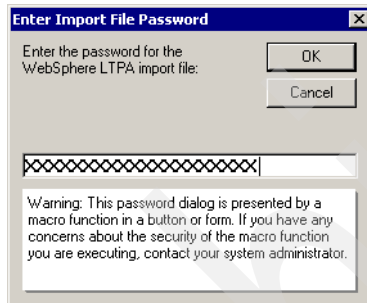 Enter Import File Password
Enter the password for the
WebSphere LTPA import file:
OK
Cancel
XXXXXXXXXXXXXXXXXXXXX
Warning: This password dialog is presented by a
macro function in a button or form. If you have any
concerns about the security of the macro function
you are executing, contact your system administrator.